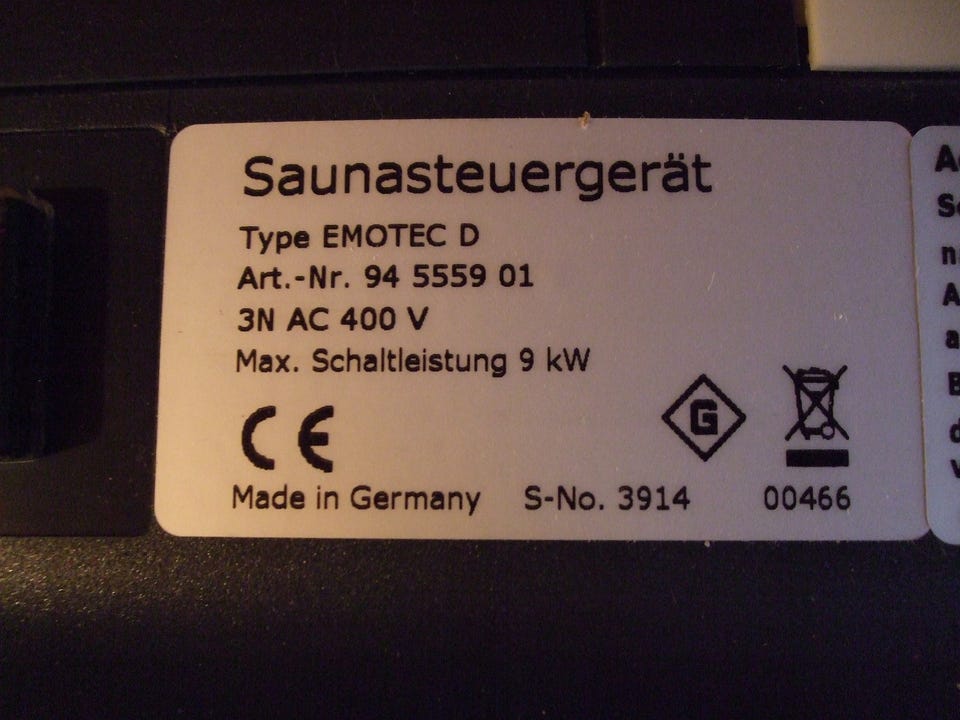 Saunasteuergerät
Type EMOTEC D
Art.-Nr. 94 5559 01
3N AC 400 V
Max. Schaltleistung 9 kW
CE
G
Made in Germany S-No. 3914 00466